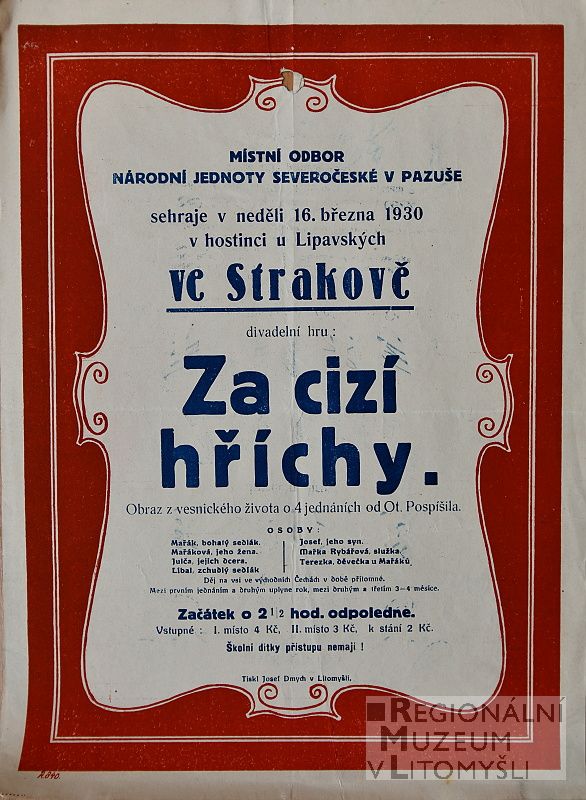 MÍSTNÍ ODBOR
NÁRODNÍ JEDNOTY SEVEROČESKÉ V PAZUŠE
sehraje v neděli 16. března 1930
v hostinci u Lipavských
ve Strakově
divadelní hru:
Za cizí
hříchy.
Obraz z vesnického života o 4 jednáních od Ot. Pospíšila.
OSOBY:
Mařák, bohatý sedlák.
Mařáková, jeho žena.
Julča, jejich dcera.
Líbal, zchudlý sedlák
Josef, jeho syn.
Mařka Rybářová, služka.
Terezka, děvečka u Mařáků.
Děj na vsi ve východních Čechách v době přítomné.
Mezi prvním jednáním a druhým uplyne rok, mezi druhým a třetím 3-4 měsíce.
Začátek o 2 1/2 hod. odpoledne.
Vstupné : I. místo 4 Kč, II. místo 3 Kč, k stání 2 Kč.
Školní dítky přístupu nemají !
Tiskl Josef Dmych v Litomyšli.
REGIONÁLNÍ
MUZEUM
V LITOMYŠLI